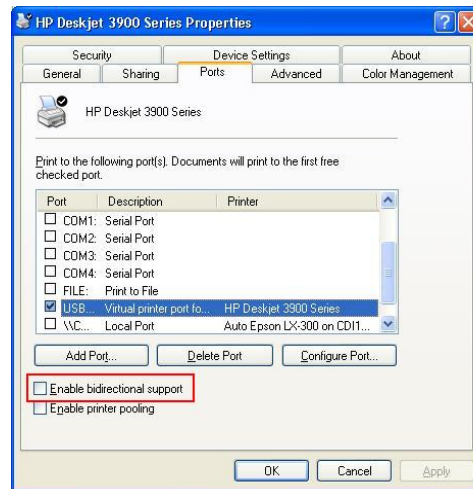 HP Deskjet 3900 Series Properties
Security Device Settings About
General Sharing Ports Advanced Color Management
HP Deskjet 3900 Series
Print to the following port(s). Documents will print to the first free
checked port.
Port Description Printer
COM1: Serial Port
COM2: Serial Port
COM3: Serial Port
COM4: Serial Port
FILE: Print to File
USB... Virtual printer port fo... HP Deskjet 3900 Series
\\C... Local Port Auto Epson LX-300 on CDI1...
Add Port... Delete Port Configure Port...
Enable bidirectional support
Enable printer pooling
OK Cancel Apply